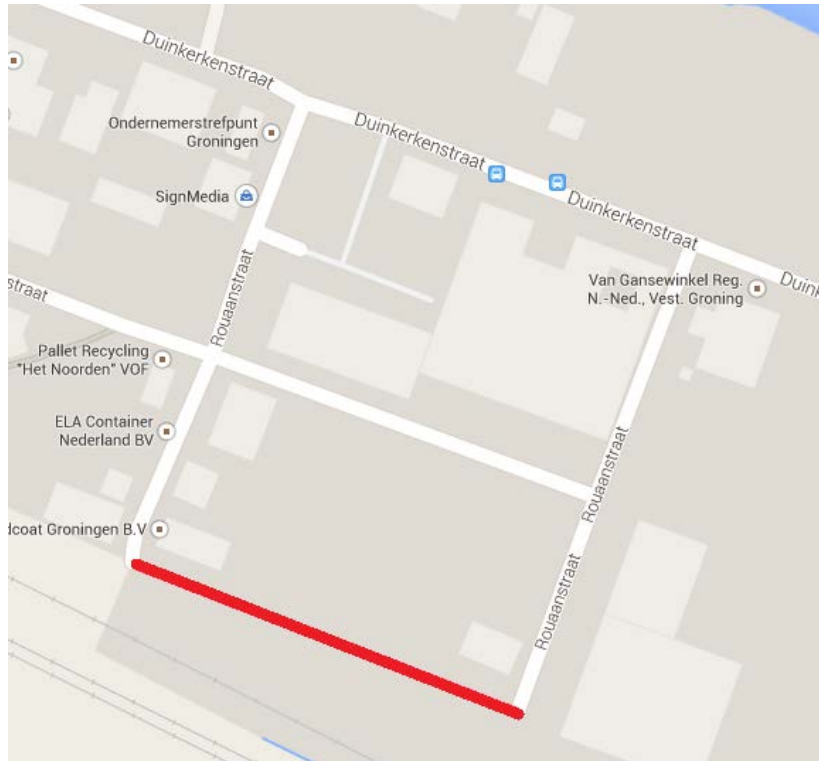 Duinkerkenstraat
Ondernemerstrefpunt
Groningen
Duinkerkenstraat
SignMedia
Duinkerkenstraat
Rouaanstraat
Van Gansewinkel Reg.
N.-Ned., Vest. Groning
Duink
straat
Pallet Recycling
"Het Noorden" VOF
ELA Container
Nederland BV
Rouaanstraat
dcoat Groningen B.V
Rouaanstraat